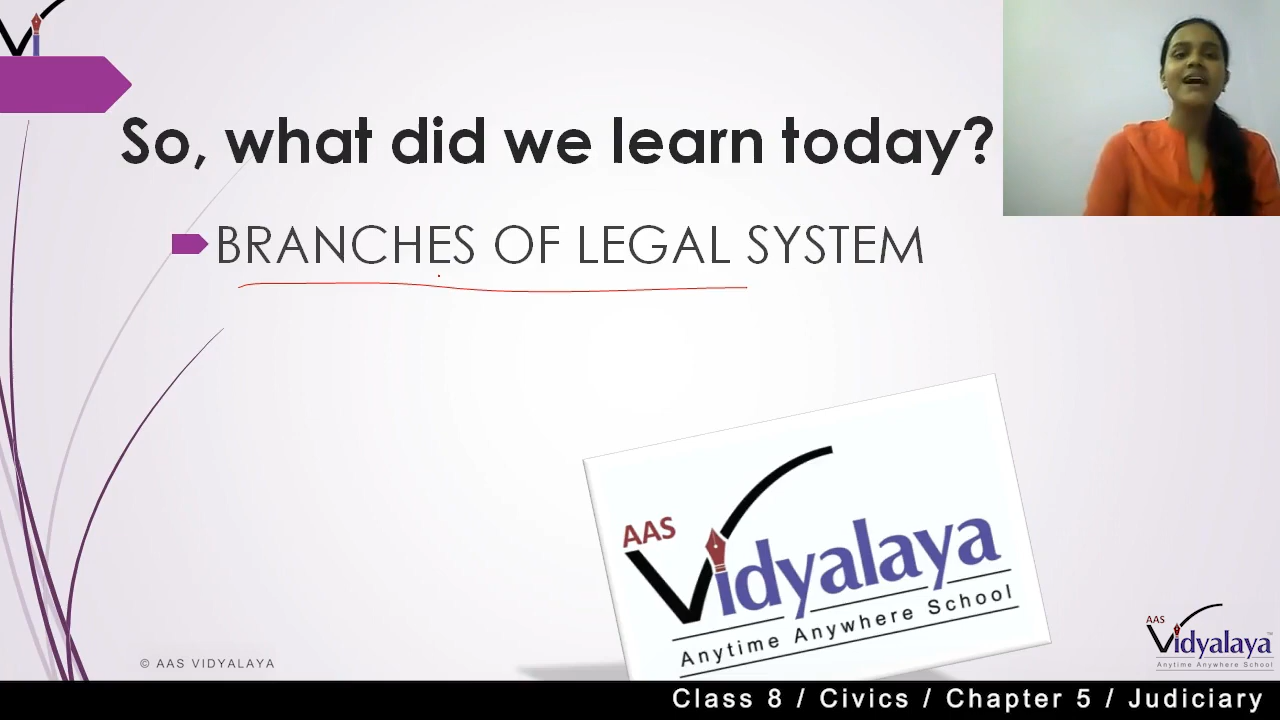 So, what did we learn today?
BRANCHES OF LEGAL SYSTEM
AAS
Vidyalaya
Anytime Anywhere School
© AAS VIDYALAYA
AAS
Vidyalaya™
Anytime Anywhere School
Class 8 / Civics / Chapter 5 / Judiciary